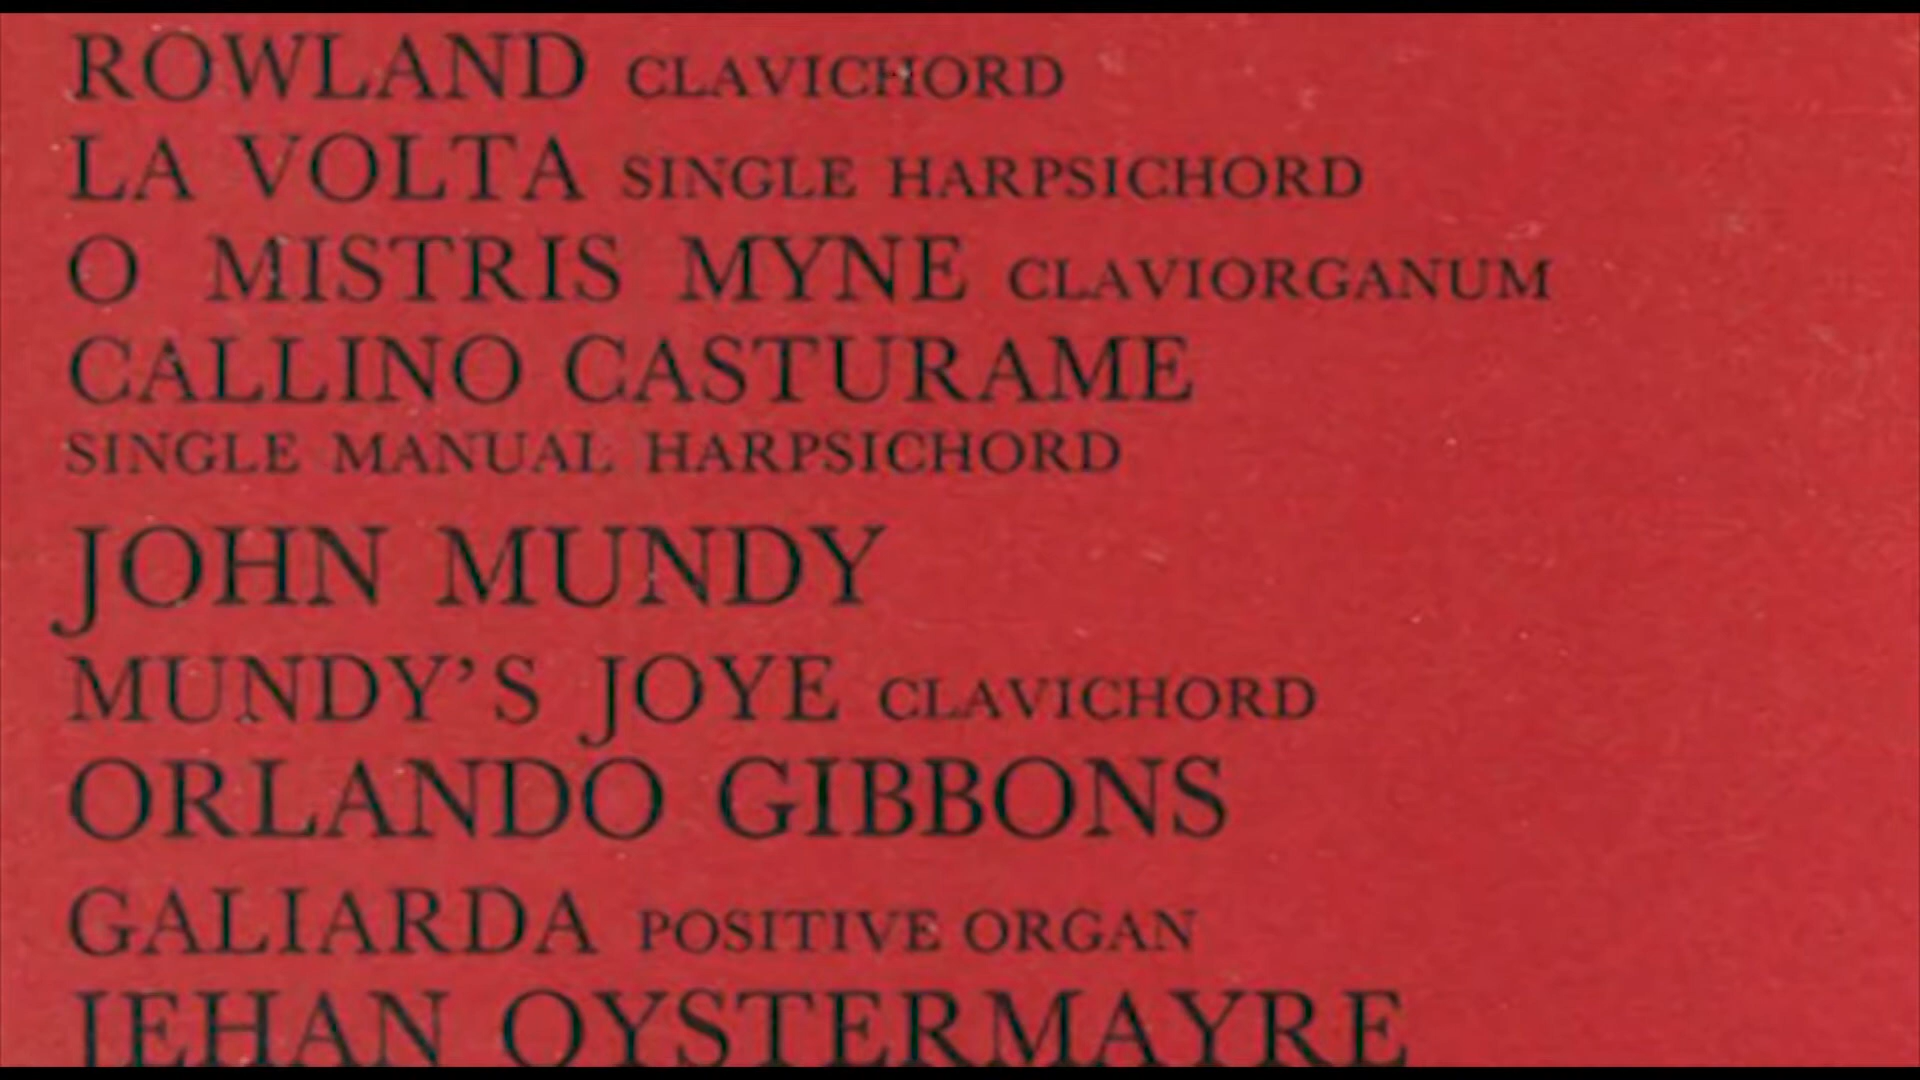 ROWLAND CLAVICHORD
LA VOLTA SINGLE HARPSICHORD
O MISTRIS MYNE CLAVIORGANUM
CALLINO CASTURAME
SINGLE MANUAL HARPSICHORD
JOHN MUNDY
MUNDY'S JOYE CLAVICHORD
ORLANDO GIBBONS
GALIARDA POSITIVE ORGAN
JEHAN OYSTERMAYRE